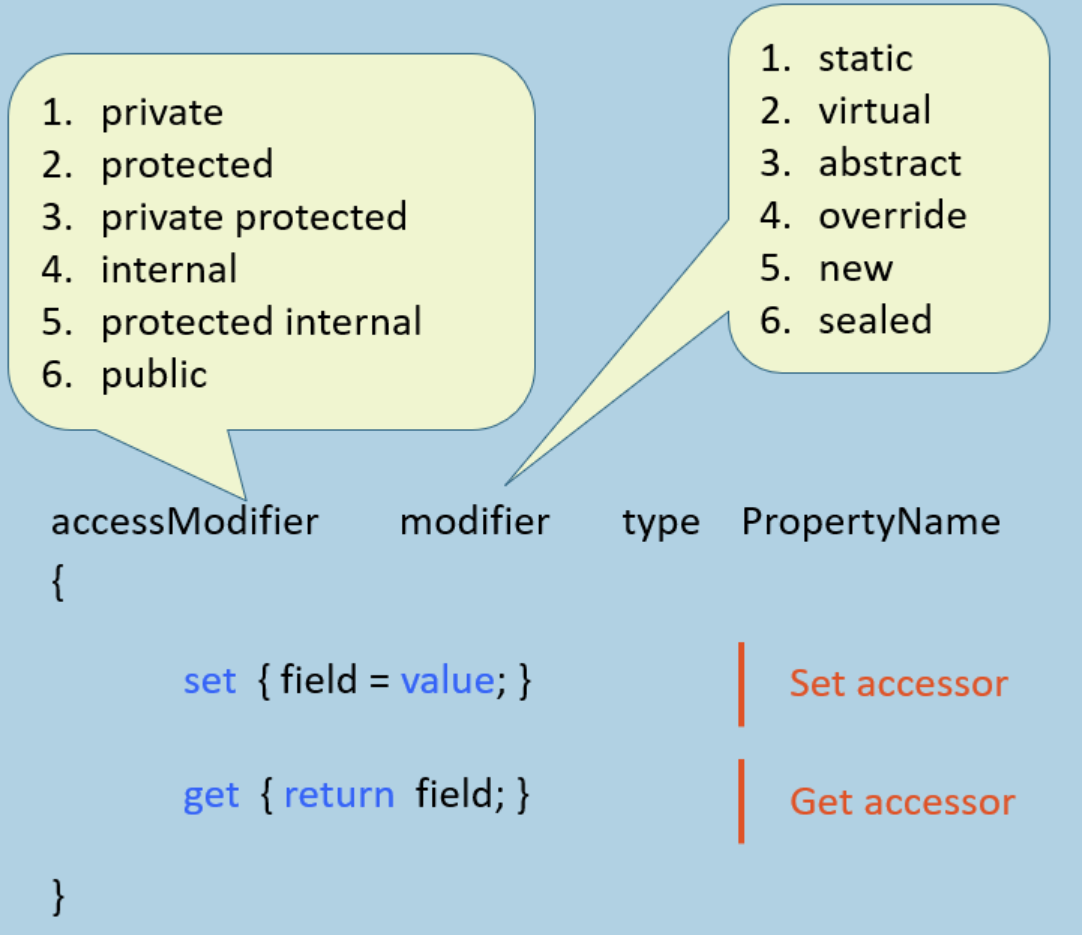 1. private
2. protected
3. private protected
4. internal
5. protected internal
6. public
1. static
2. virtual
3. abstract
4. override
5. new
6. sealed
accessModifier modifier type PropertyName
{
set { field = value; }
Set accessor
get { return field; }
Get accessor
}